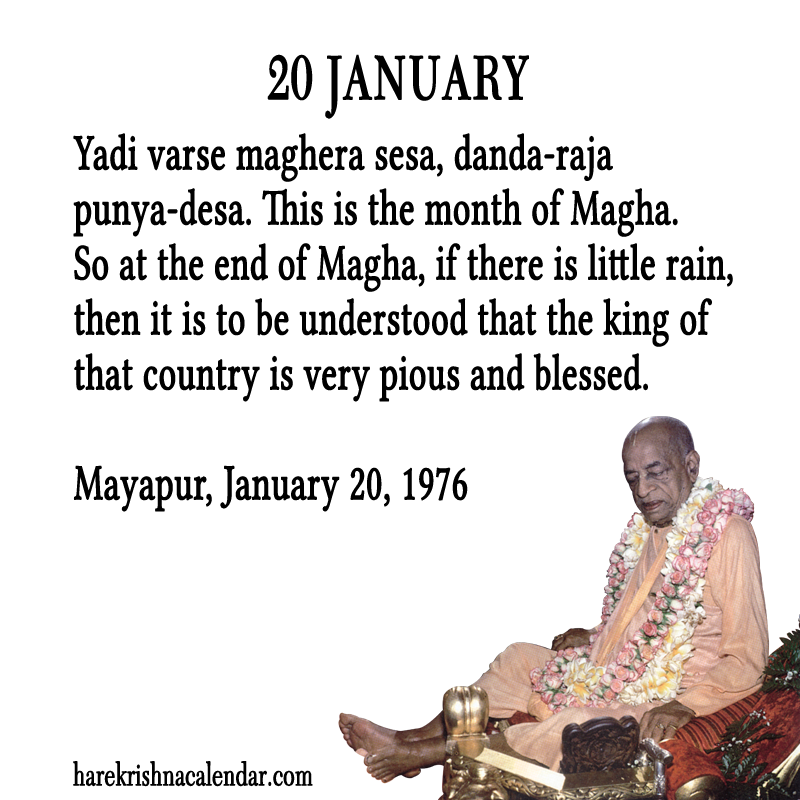 20 JANUARY
Yadi varse maghera sesa, danda-raja
punya-desa. This is the month of Magha.
So at the end of Magha, if there is little rain,
then it is to be understood that the king of
that country is very pious and blessed.
Mayapur, January 20, 1976
harekrishnacalendar.com